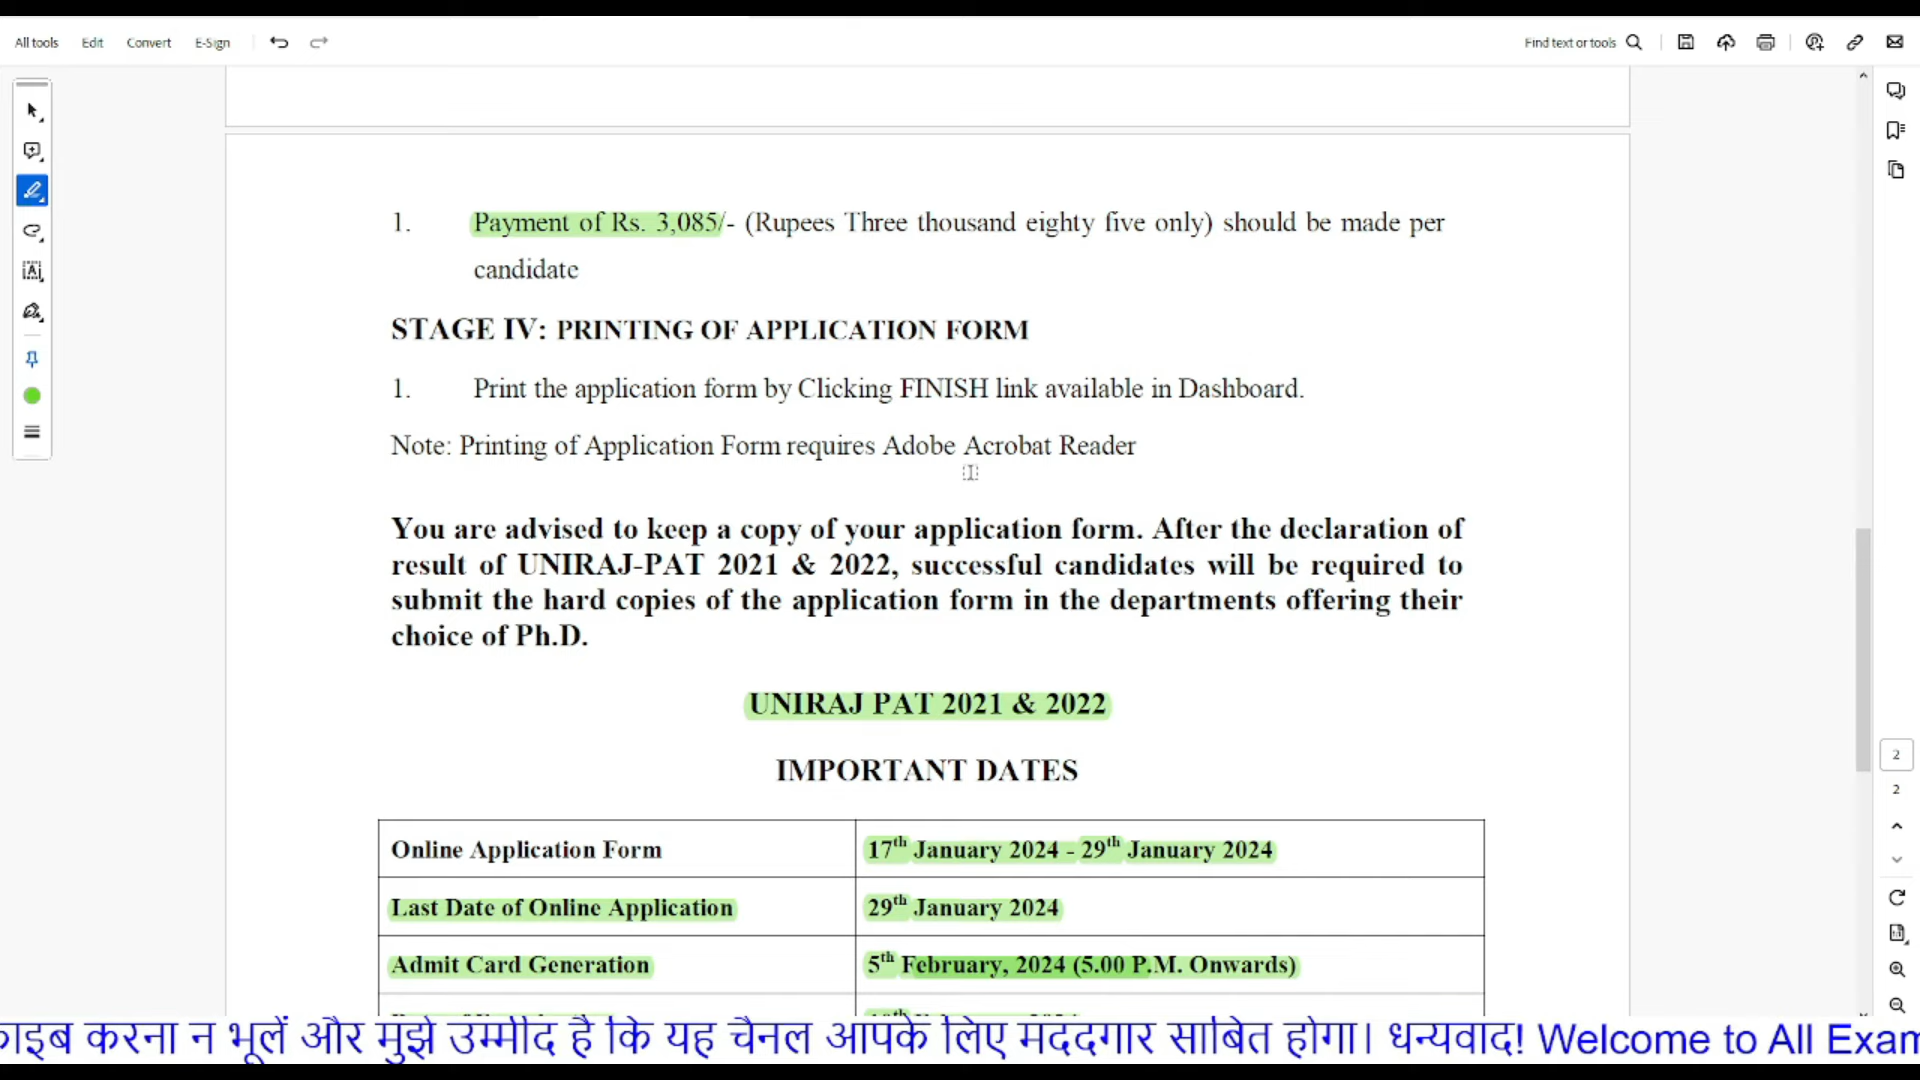 All tools Edit Convert E-Sign Find text or tools
1. Payment of Rs. 3,085/- (Rupees Three thousand eighty five only) should be made per
candidate
STAGE IV: PRINTING OF APPLICATION FORM
1. Print the application form by Clicking FINISH link available in Dashboard.
Note: Printing of Application Form requires Adobe Acrobat Reader
You are advised to keep a copy of your application form. After the declaration of
result of UNIRAJ-PAT 2021 & 2022, successful candidates will be required to
submit the hard copies of the application form in the departments offering their
choice of Ph.D.
UNIRAJ PAT 2021 & 2022
IMPORTANT DATES
2
2
Online Application Form 17th January 2024 - 29th January 2024
Last Date of Online Application 29th January 2024
Admit Card Generation 5th February, 2024 (5.00 P.M. Onwards)
करना न भूलें और मुझे उम्मीद है कि यह चैनल आपके लिए मददगार साबित होगा। धन्यवाद! Welcome to All Exam